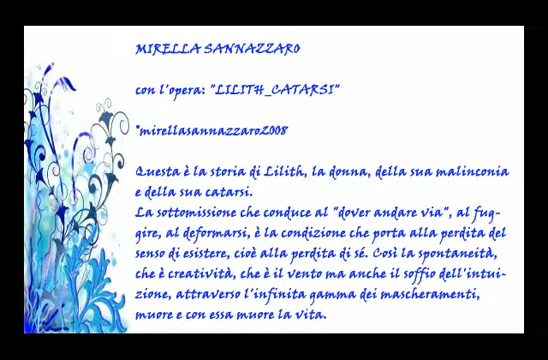 MIRELLA SANNAZZARO
con l'opera: "LILITH_CATARSI"
*mirellasannazzaro2008
Questa è la storia di Lilith, la donna, della sua malinconia
e della sua catarsi.
La sottomissione che conduce al "dover andare via", al fug-
gire, al deformarsi, è la condizione che porta alla perdita del
senso di esistere, cioè alla perdita di sé. Così la spontaneità,
che è creatività, che è il vento ma anche il soffio dell'intui-
zione, attraverso l'infinita gamma dei mascheramenti,
muore e con essa muore la vita.